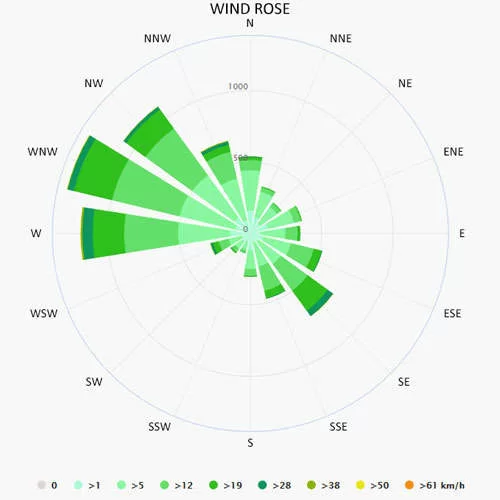 WIND ROSE
N
NNW
NNE
NW
NE
1000
WNW
ENE
500
W
0
E
WSW
ESE
SW
SE
SSW
SSE
S
0 >1 >5 >12 >19 >28 >38 >50 >61 km/h